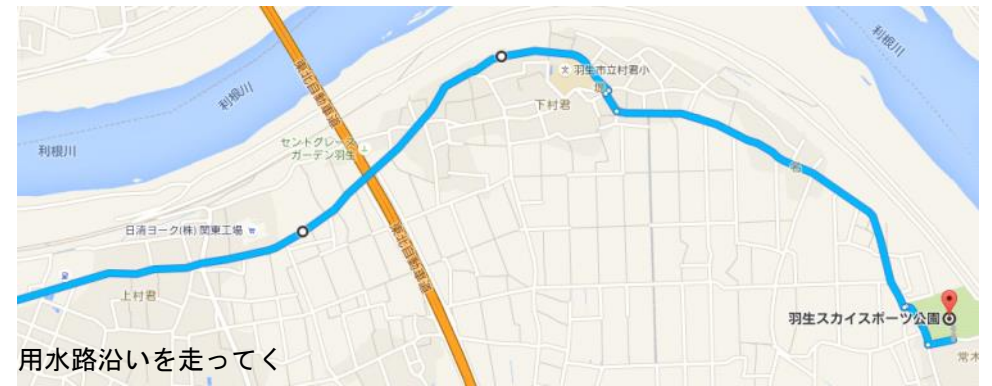 東北自動車道
利根川
利根川
利根川
文 羽生市立村君小
下村君
セントグレース
ガーデン羽生
日清ヨーク(株)関東工場
東北自動車道
上村君
羽生スカイスポーツ公園
常木
用水路沿いを走ってく